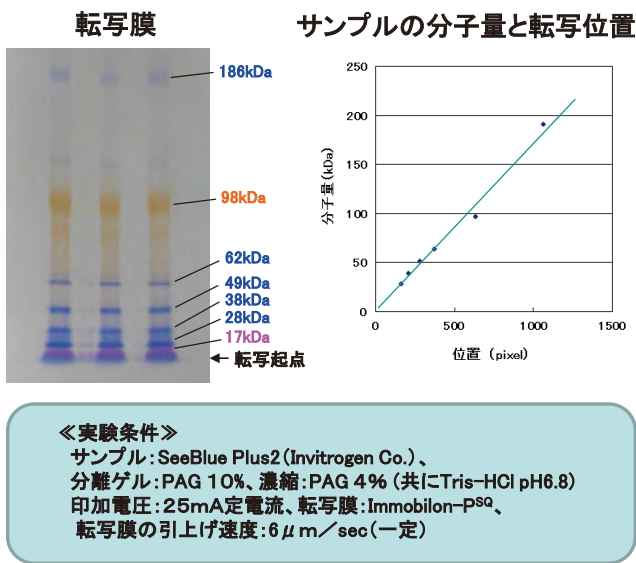 転写膜
サンプルの分子量と転写位置
186kDa
98kDa
62kDa
49kDa
38kDa
28kDa
17kDa
転写起点
分子量(kDa)
250
200
150
100
50
0
0 500 1000 1500
位置 (pixel)
≪実験条件≫
サンプル:SeeBlue Plus2(Invitrogen Co.)、
分離ゲル:PAG 10%、濃縮:PAG 4% (共にTris-HCl pH6.8)
印加電圧:25mA定電流、転写膜:Immobilon-PSQ、
転写膜の引上げ速度:6μm/sec(一定)